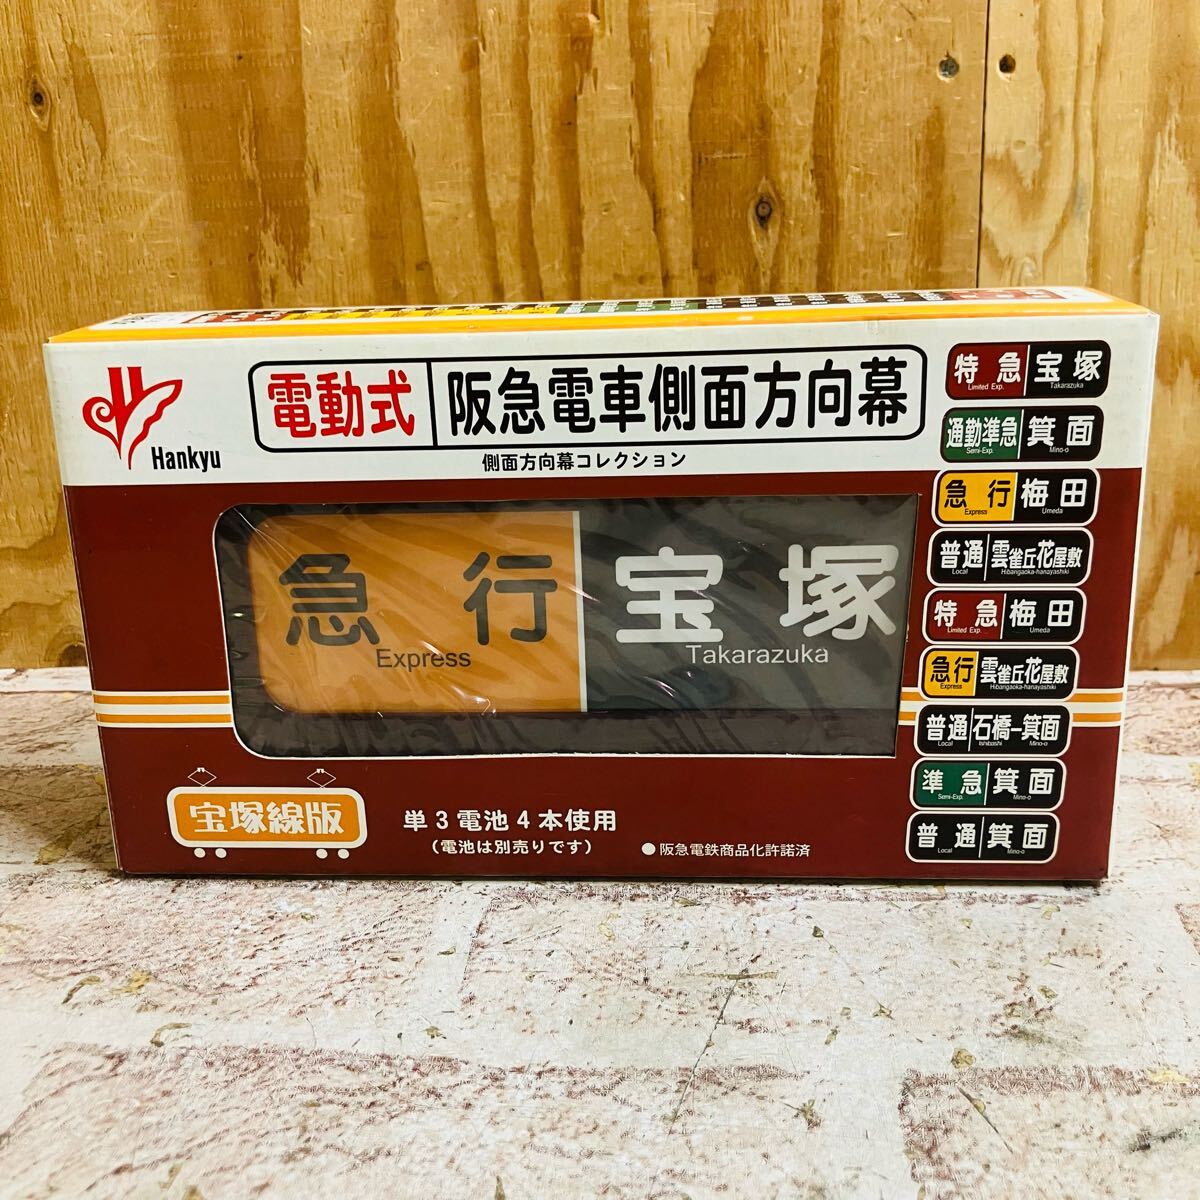 Hankyu
電動式 阪急電車側面方向幕
側面方向幕コレクション
急行 宝塚
Express Takarazuka
宝塚線版
単3電池4本使用
(電池は別売りです)
●阪急電鉄商品化許諾済
特急 宝塚
Limited Exp. Takarazuka
通勤準急 箕面
Semi-Exp. Mino-o
急行 梅田
Express Umeda
普通 雲雀丘花屋敷
Local Hibarigaoka-hanayashiki
特急 梅田
Limited Exp. Umeda
急行 雲雀丘花屋敷
Express Hibarigaoka-hanayashiki
普通 石橋−箕面
Local Ishibashi Mino-o
準急 箕面
Semi-Exp. Mino-o
普通 箕面
Local Mino-o